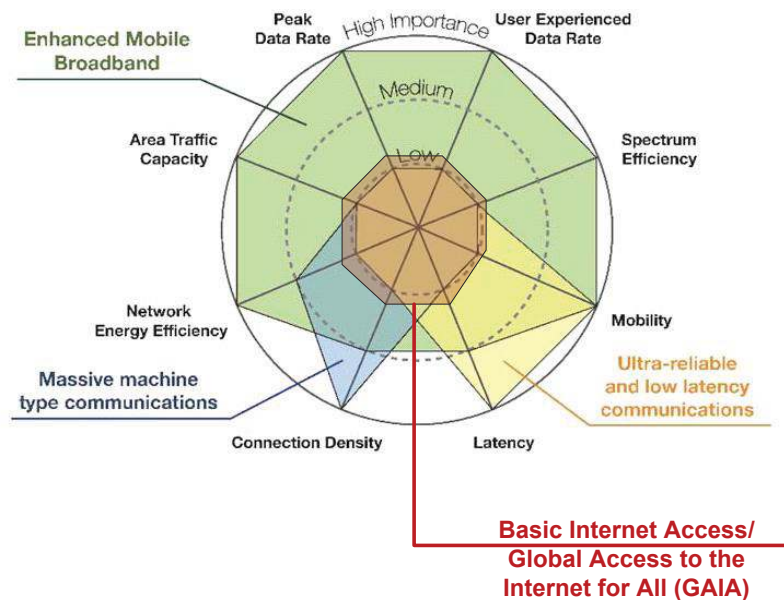 Peak
Data Rate
High Importance
User Experienced
Data Rate
Enhanced Mobile
Broadband
Medium
Area Traffic
Capacity
Low
Spectrum
Efficiency
Network
Energy Efficiency
Mobility
Massive machine
type communications
Ultra-reliable
and low latency
communications
Connection Density
Latency
Basic Internet Access/
Global Access to the
Internet for All (GAIA)